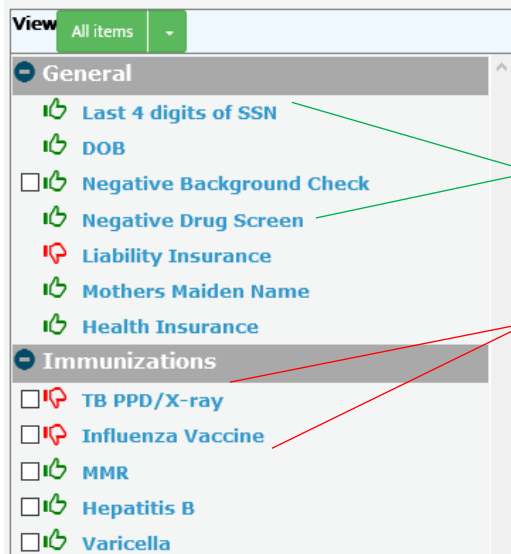 View All items
General
Last 4 digits of SSN
DOB
Negative Background Check
Negative Drug Screen
Liability Insurance
Mothers Maiden Name
Health Insurance
Immunizations
TB PPD/X-ray
Influenza Vaccine
MMR
Hepatitis B
Varicella